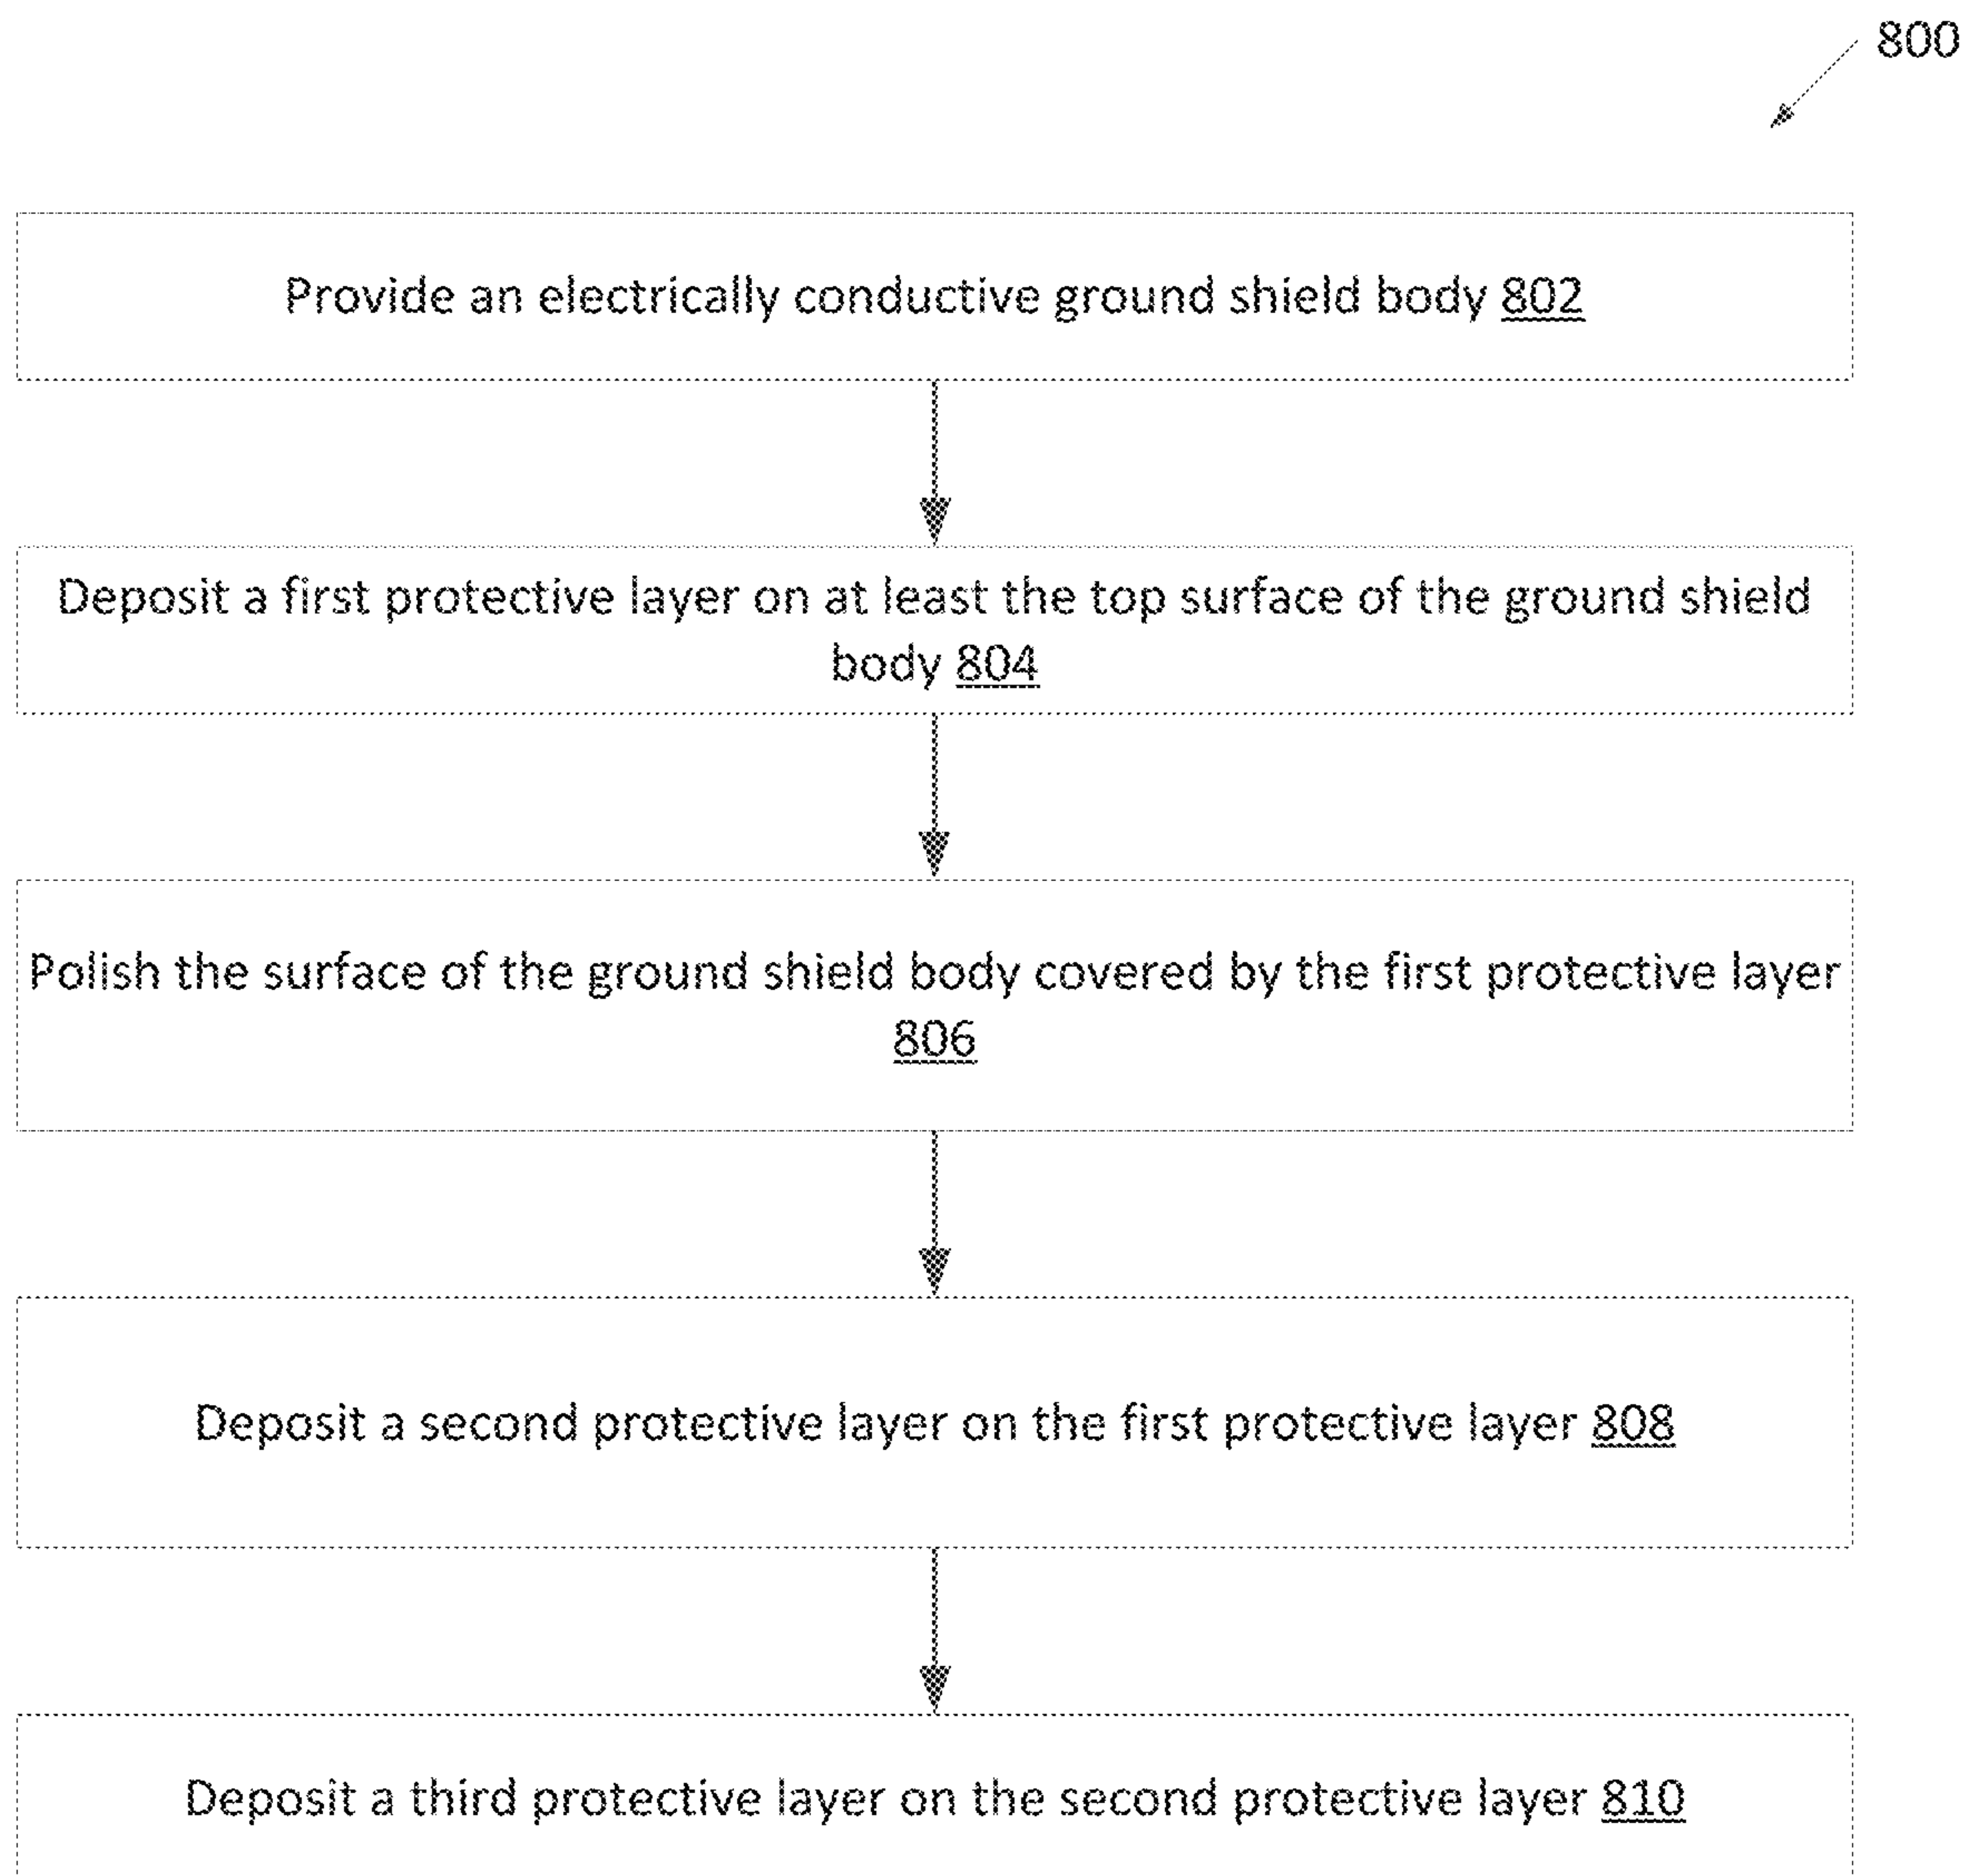 800
Provide an electrically conductive ground shield body 802
Deposit a first protective layer on at least the top surface of the ground shield
body 804
Polish the surface of the ground shield body covered by the first protective layer
806
Deposit a second protective layer on the first protective layer 808
Deposit a third protective layer on the second protective layer 810